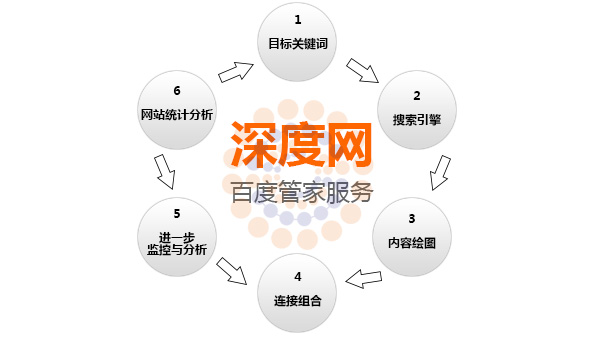 1
目标关键词
2
搜索引擎
3
内容绘图
4
连接组合
5
进一步
监控与分析
6
网站统计分析
深度网
百度管家服务